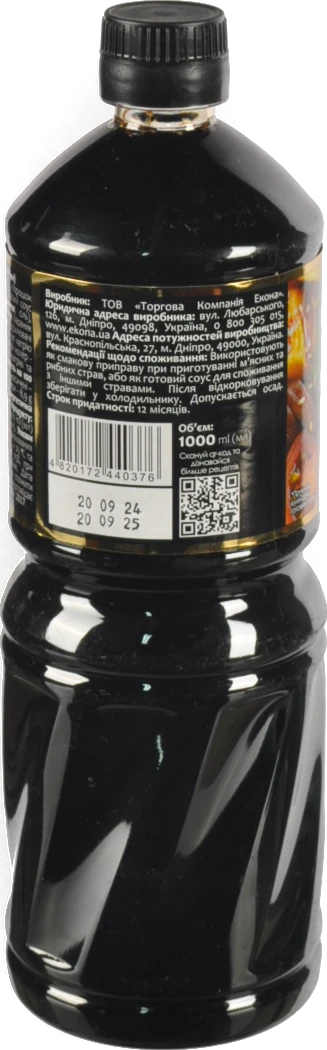 Виробник: ТОВ «Торгова Компанія Екона».
Юридична адреса виробника: вул. Любарського,
126, м. Дніпро, 49098, Україна, 0 800 305 015,
www.ekona.ua Адреса потужностей виробництва:
вул. Краснопільська, 27, м. Дніпро, 49000, Україна.
Рекомендації щодо споживання: Використовують
як смакову приправу при приготуванні м'ясних та
рибних страв, або як готовий соус для споживання
з іншими стравами. Після відкорковування
зберігати у холодильнику. Допускається осад.
Строк придатності: 12 місяців.
Об'єм:
1000 ml (мл)
Скануй qr-код та
дізнавайся
більше рецептів
4 820172 440376
20 09 24
20 09 25